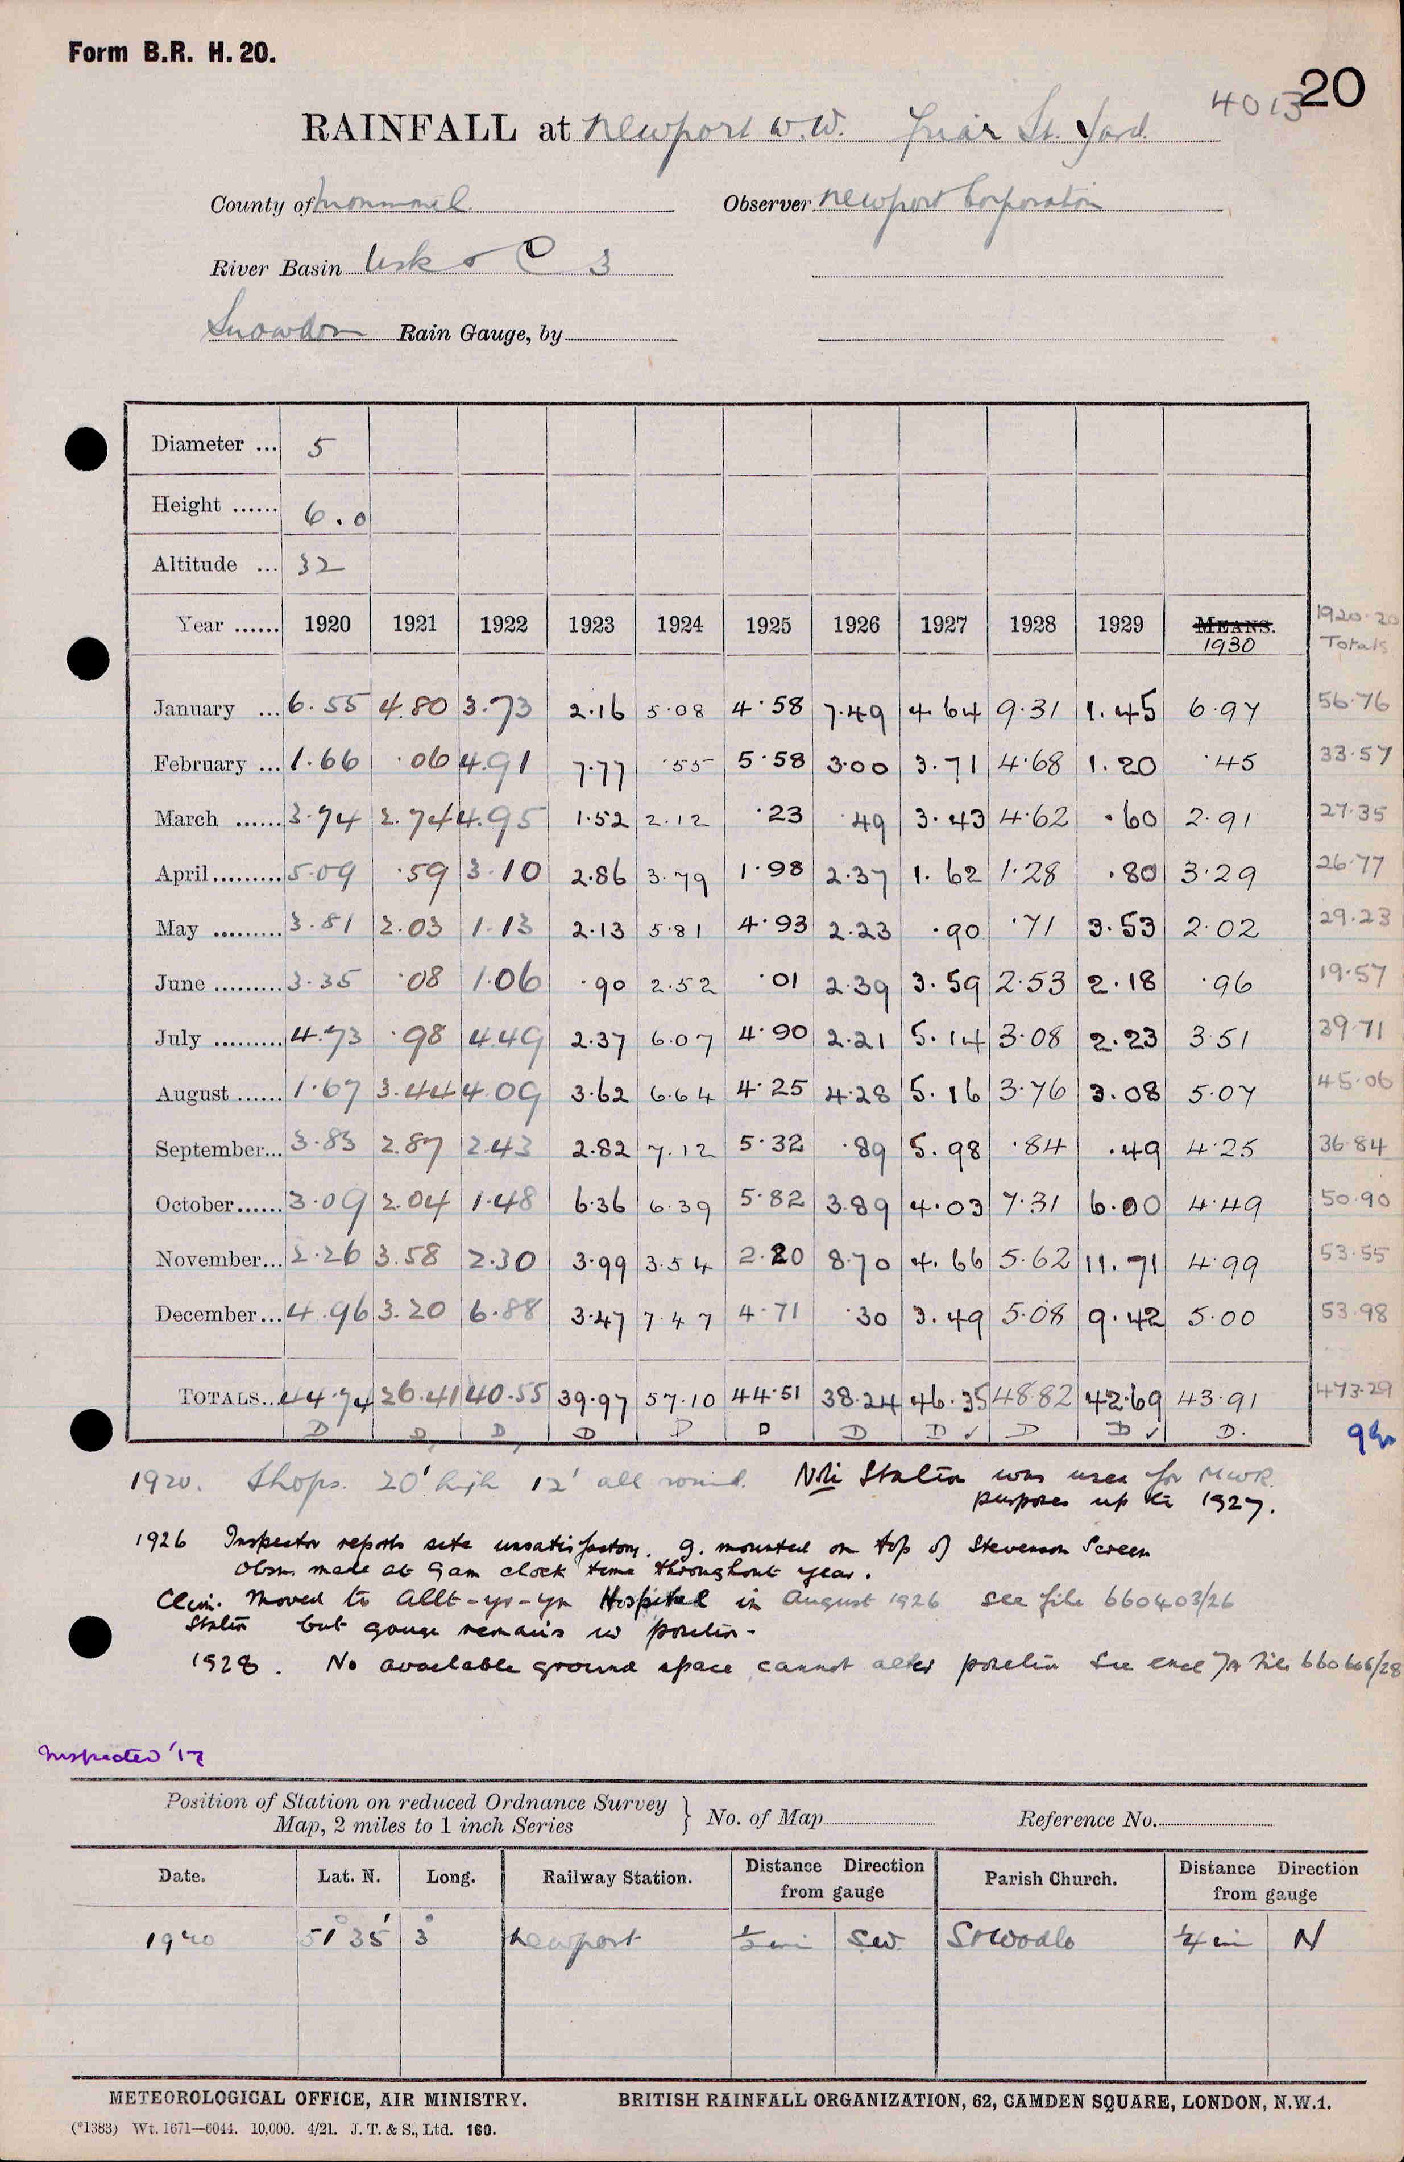 Form B.R. H. 20.
20
4013
RAINFALL at Newport W.W. Friar St. Yard.
County of Monmouth Observer Newport Corporation
River Basin Usk & C 3
Snowdon Rain Gauge, by
Diameter ... 5
Height ...... 6.0
Altitude ... 32
Year ...... 1920 1921 1922 1923 1924 1925 1926 1927 1928 1929 MEANS. 1920-30
1930 Totals
January ... 6.55 4.80 3.73 2.16 5.08 4.58 7.49 4.64 9.31 1.45 6.97 56.76
February ... 1.66 .06 4.91 7.77 .55 5.58 3.00 3.71 4.68 1.20 .45 33.57
March ...... 3.74 2.74 4.95 1.52 2.12 .23 .49 3.43 4.62 .60 2.91 27.35
April ......... 5.09 .59 3.10 2.86 3.79 1.98 2.37 1.62 1.28 .80 3.29 26.77
May ......... 3.81 2.03 1.13 2.13 5.81 4.93 2.23 .90 .71 3.53 2.02 29.23
June ......... 3.35 .08 1.06 .90 2.52 .01 2.39 3.59 2.53 2.18 .96 19.57
July ......... 4.73 .98 4.49 2.37 6.07 4.90 2.21 5.14 3.08 2.23 3.51 39.71
August ...... 1.67 3.44 4.09 3.62 6.64 4.25 4.28 5.16 3.76 3.08 5.07 45.06
September... 3.83 2.87 2.43 2.82 7.12 5.32 .89 5.98 .84 .49 4.25 36.84
October ...... 3.09 2.04 1.48 6.36 6.39 5.82 3.89 4.03 7.31 6.00 4.49 50.90
November... 2.26 3.58 2.30 3.99 3.54 2.20 8.70 4.66 5.62 11.71 4.99 53.55
December ... 4.96 3.20 6.88 3.47 7.47 4.71 .30 3.49 5.08 9.42 5.00 53.98
TOTALS... 44.74 26.41 40.55 39.97 57.10 44.51 38.24 46.35 48.82 42.69 43.91 473.29
D D, D, D D D D D ✓ D D ✓ D.
1920. Shops. 20' high 12' all round. Note Station was used for MWR
purposes up to 1927.
1926 Inspector reports site unsatisfactory. g. mounted on top of Stevenson Screen
Obsns. made at 9am clock time throughout year.
Clim. Moved to Allt-yr-yn Hospital in August 1926 see file 660403/26
Station but gauge remains in position -
1928. No available ground space cannot alter position See encl 7A File 660606/28
Inspected '17
Position of Station on reduced Ordnance Survey
Map, 2 miles to 1 inch Series } No. of Map Reference No.
Date. Lat. N. Long. Railway Station. Distance Direction from gauge Parish Church. Distance Direction from gauge
1920 51° 35' 3° Newport ½ mi SW. St Woollo ¼ mi N
METEOROLOGICAL OFFICE, AIR MINISTRY. BRITISH RAINFALL ORGANIZATION, 62, CAMDEN SQUARE, LONDON, N.W.1.
(*1383) Wt. 1671—6044. 10,000. 4/21. J. T. & S., Ltd. 160.